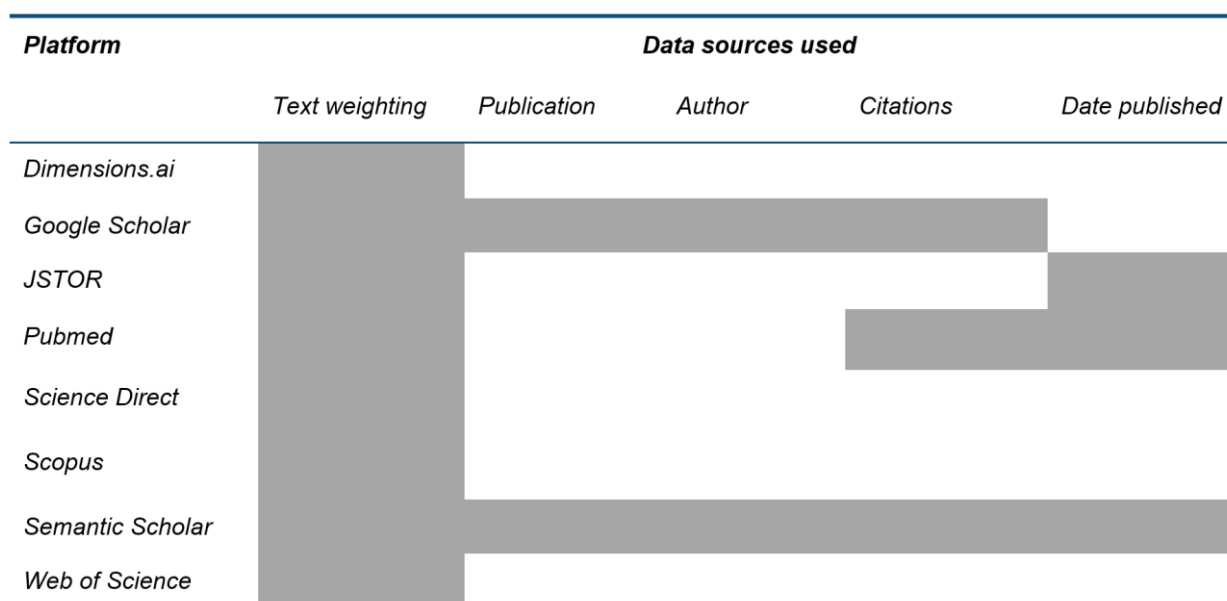 Platform Data sources used
Text weighting Publication Author Citations Date published
Dimensions.ai
Google Scholar
JSTOR
Pubmed
Science Direct
Scopus
Semantic Scholar
Web of Science